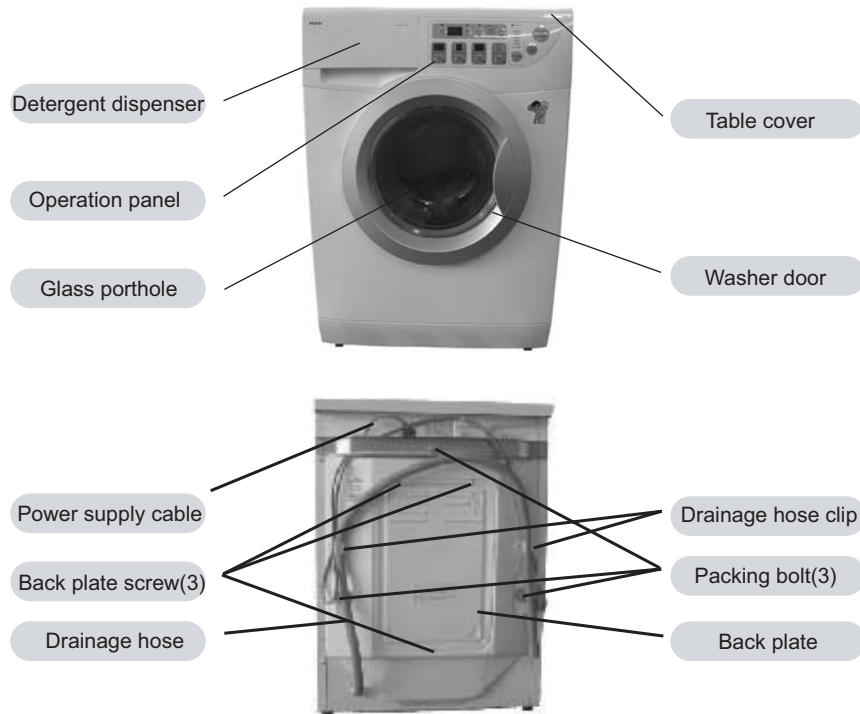 Detergent dispenser
Table cover
Operation panel
Glass porthole
Washer door
Power supply cable
Drainage hose clip
Back plate screw(3)
Packing bolt(3)
Drainage hose
Back plate